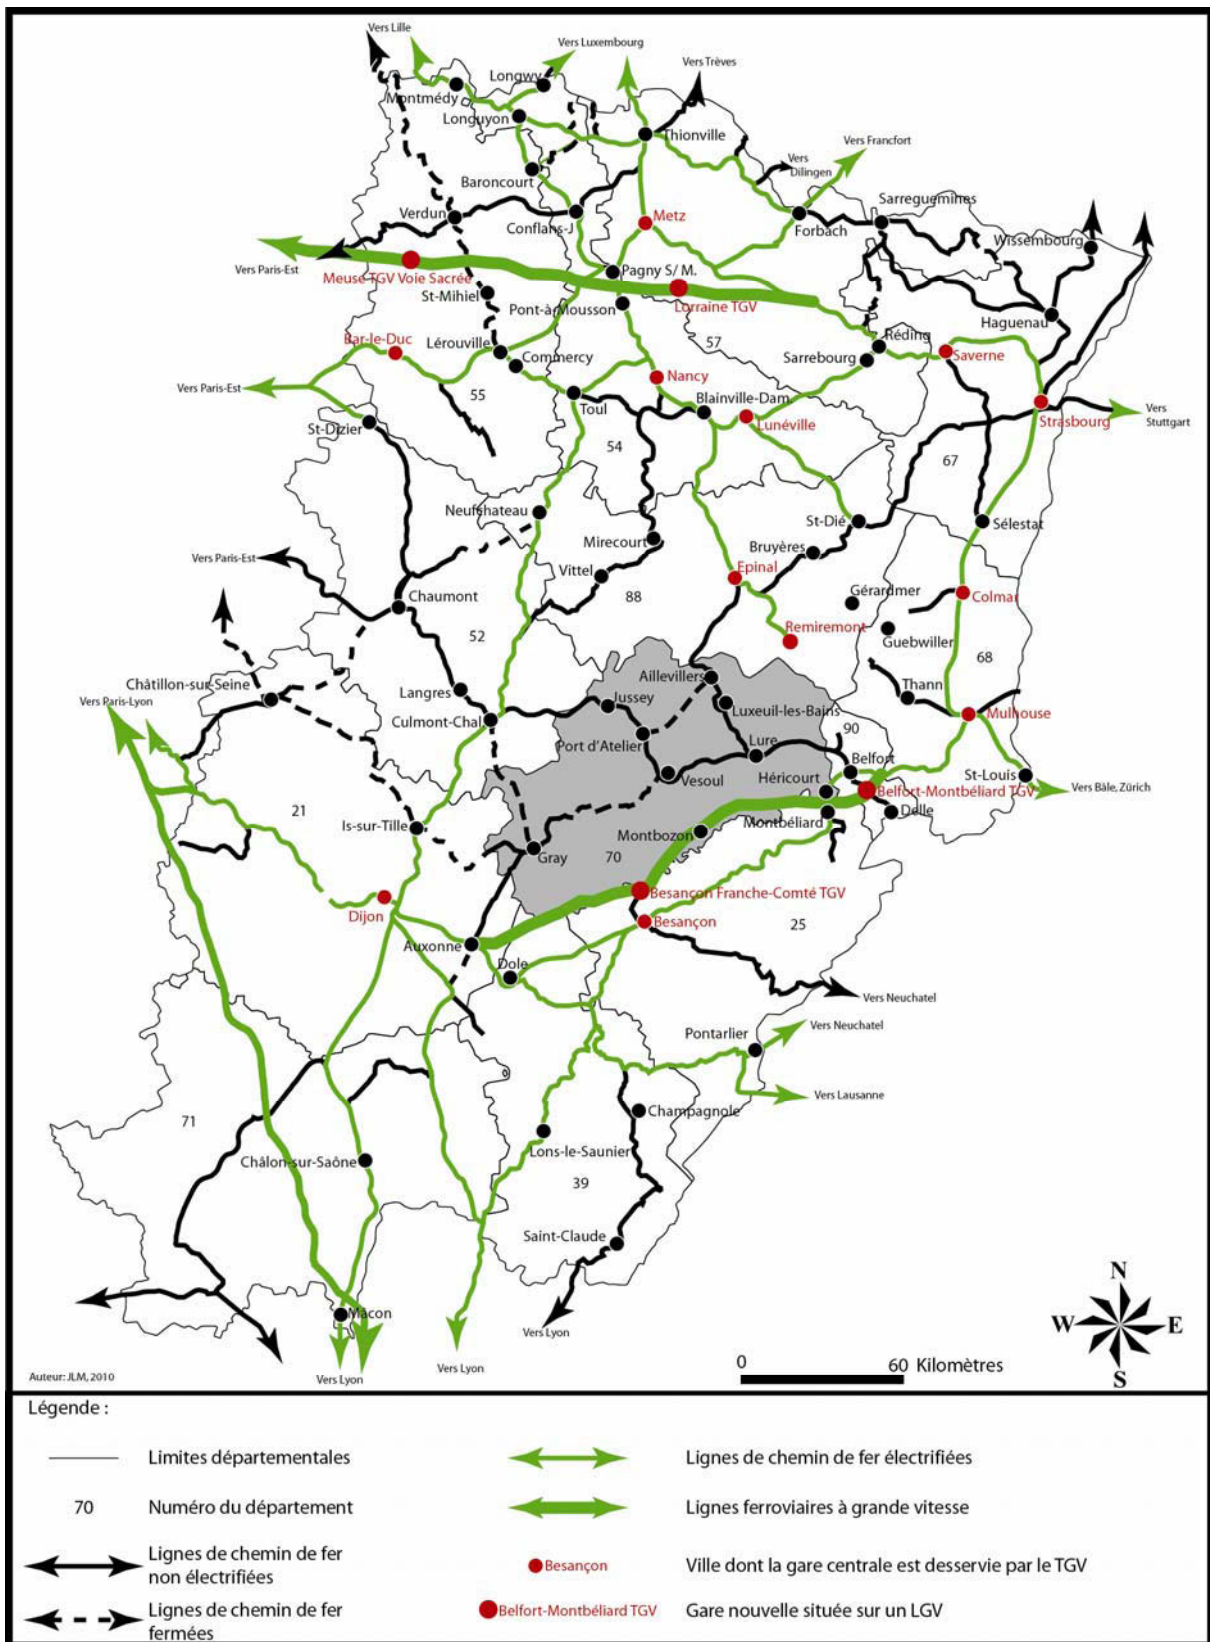 Vers Lille
Vers Luxembourg
Vers Trèves
Longwy
Montmédy
Longuyon
Thionville
Vers Francfort
Vers
Dilingen
Baroncourt
Sarreguemines
Verdun
Conflans-J
Metz
Forbach
Wissembourg
Vers Paris-Est
Meuse TGV Voie Sacrée
Pagny S/ M.
St-Mihiel
Pont-à-Mousson
Lorraine TGV
Haguenau
Bar-le-Duc
Lérouville
Commercy
57
Réding
Sarrebourg
Saverne
Vers Paris-Est
55
Nancy
Toul
Blainville-Dam.
Lunéville
Strasbourg
Vers
Stuttgart
St-Dizier
54
67
Neufchateau
St-Dié
Sélestat
Mirecourt
Bruyères
Vers Paris-Est
Vittel
Epinal
Chaumont
88
Gérardmer
Colmar
52
Remiremont
Guebwiller
68
Châtillon-sur-Seine
Langres
Aillevillers
Jussey
Thann
Vers Paris-Lyon
Culmont-Chal
Luxeuil-les-Bains
Mulhouse
Port d'Atelier
Lure
90
Belfort
Vesoul
Héricourt
St-Louis
Belfort-Montbéliard TGV
Vers Bâle, Zürich
21
Is-sur-Tille
Montbozon
Montbéliard
Delle
Gray
70
Dijon
Besançon Franche-Comté TGV
Besançon
25
Auxonne
Dole
Vers Neuchatel
Pontarlier
Vers Neuchatel
Vers Lausanne
71
Champagnole
Châlon-sur-Saône
Lons-le-Saunier
39
Saint-Claude
Mâcon
Vers Lyon
Vers Lyon
Vers Lyon
N
W
E
S
0
60 Kilomètres
Auteur: JLM, 2010
Légende :
Limites départementales
Lignes de chemin de fer électrifiées
70
Numéro du département
Lignes ferroviaires à grande vitesse
Lignes de chemin de fer
non électrifiées
Besançon
Ville dont la gare centrale est desservie par le TGV
Lignes de chemin de fer
fermées
Belfort-Montbéliard TGV
Gare nouvelle située sur un LGV